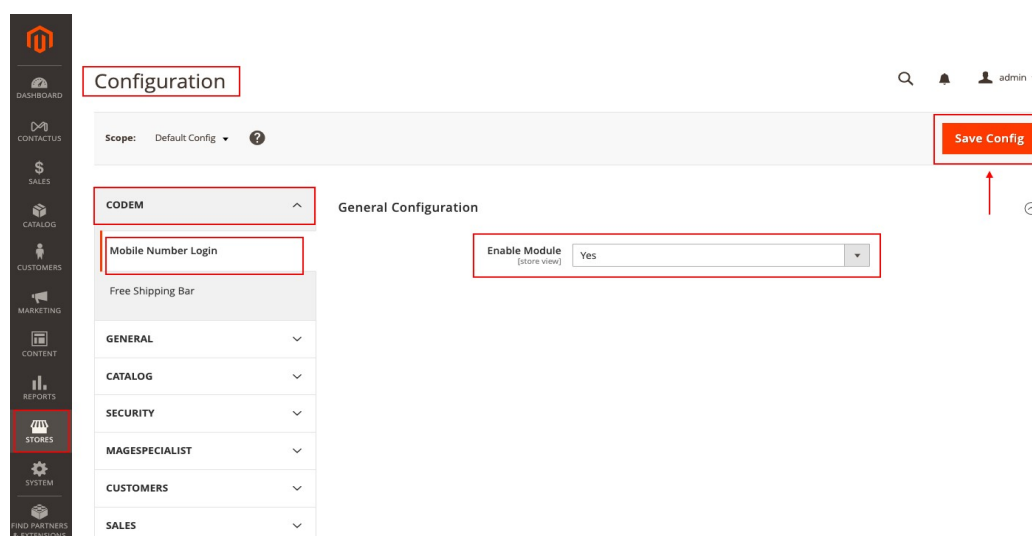 DASHBOARD
CONTACTUS
$
SALES
CATALOG
CUSTOMERS
MARKETING
CONTENT
REPORTS
STORES
SYSTEM
FIND PARTNERS
& EXTENSIONS
Configuration
admin
Scope: Default Config ?
Save Config
CODEM
Mobile Number Login
Free Shipping Bar
GENERAL
CATALOG
SECURITY
MAGESPECIALIST
CUSTOMERS
SALES
General Configuration
Enable Module Yes
[store view]